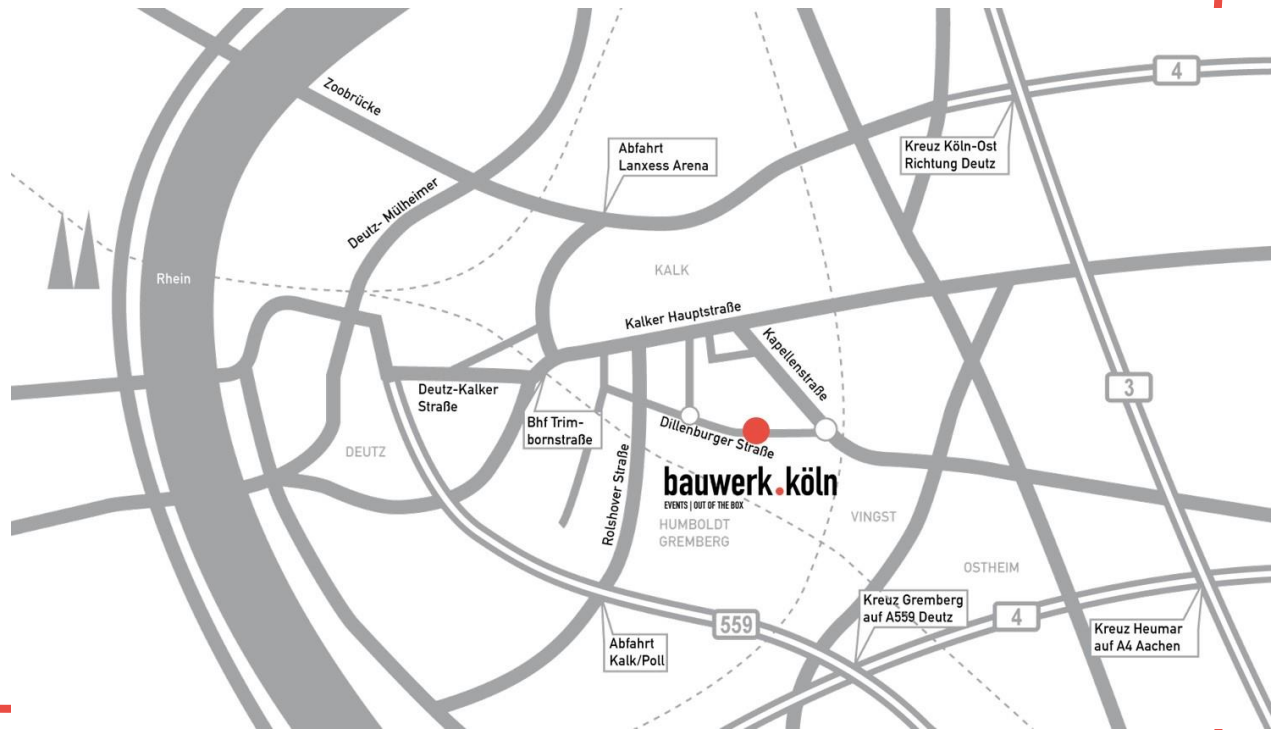 Zoobrücke
4
Abfahrt
Lanxess Arena
Kreuz Köln-Ost
Richtung Deutz
Deutz- Mülheimer
Rhein
KALK
Kalker Hauptstraße
Kapellenstraße
3
Deutz-Kalker
Straße
Bhf Trim-
bornstraße
Dillenburger Straße
DEUTZ
Rolshover Straße
bauwerk.köln
EVENTS | OUT OF THE BOX
HUMBOLDT
GREMBERG
VINGST
OSTHEIM
Kreuz Gremberg
auf A559 Deutz
4
559
Abfahrt
Kalk/Poll
Kreuz Heumar
auf A4 Aachen